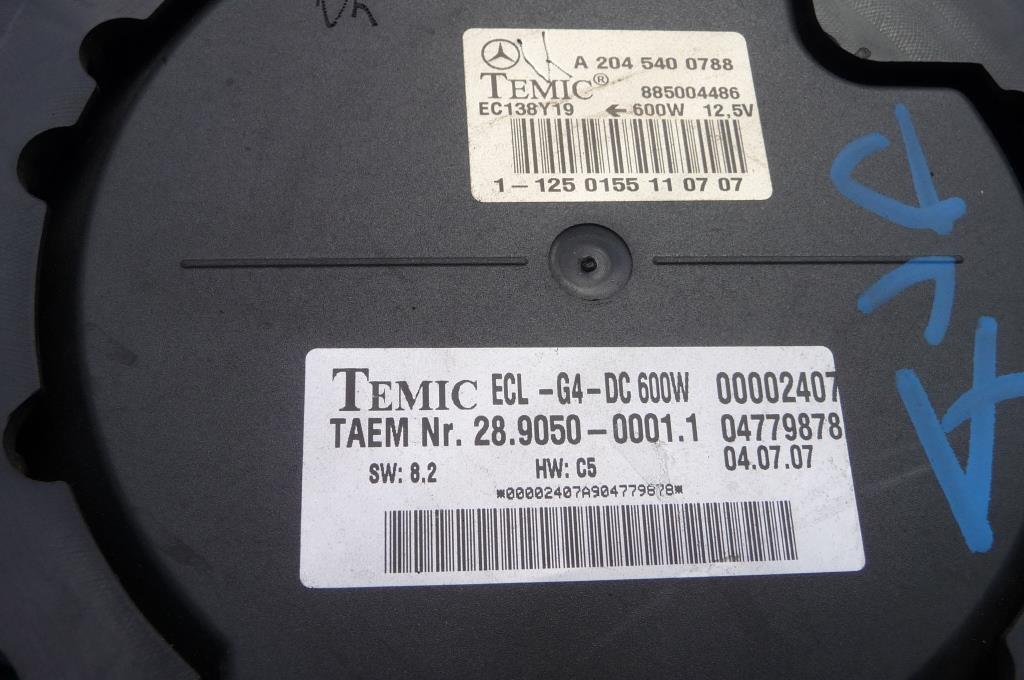 A 204 540 0788
TEMIC® 885004486
EC138Y19 ← 600W 12,5V
1-125 0155 11 07 07
TEMIC ECL -G4-DC 600W 00002407
TAEM Nr. 28.9050-0001.1 04779878
SW: 8.2 HW: C5 04.07.07
*00002407A904779878*